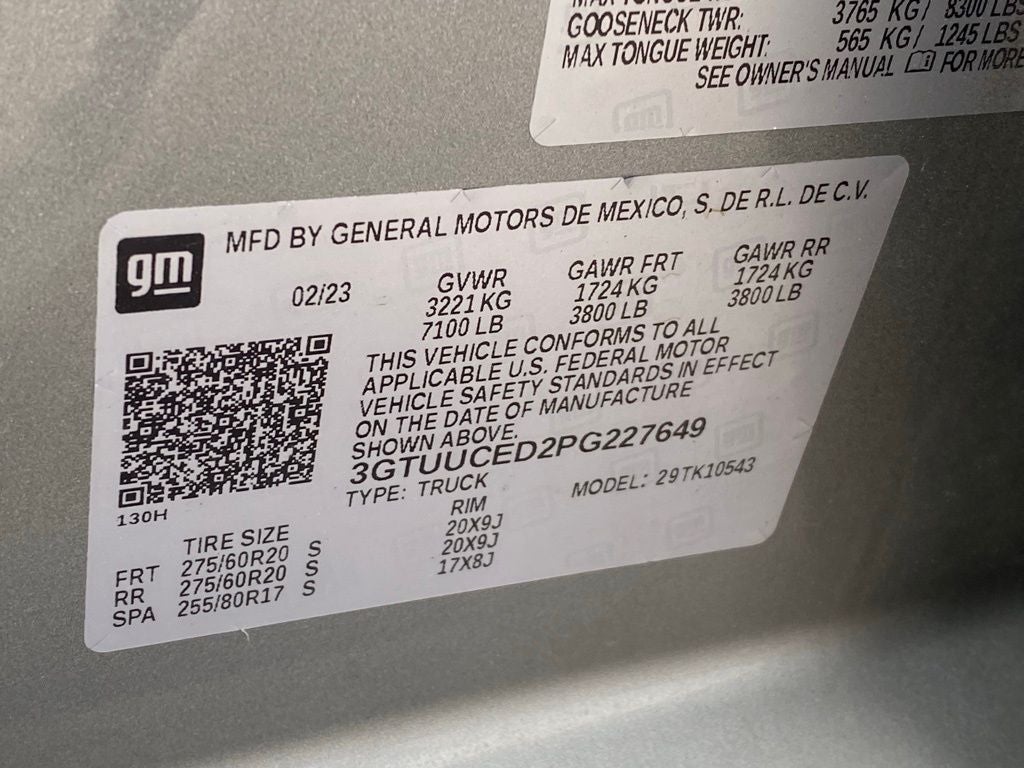 GOOSENECK TWR: 3765 KG/ 8300 LBS
MAX TONGUE WEIGHT: 565 KG/ 1245 LBS
SEE OWNER'S MANUAL FOR MORE
gm
MFD BY GENERAL MOTORS DE MEXICO, S. DE R.L. DE C.V.
02/23 GVWR GAWR FRT GAWR RR
3221 KG 1724 KG 1724 KG
7100 LB 3800 LB 3800 LB
THIS VEHICLE CONFORMS TO ALL
APPLICABLE U.S. FEDERAL MOTOR
VEHICLE SAFETY STANDARDS IN EFFECT
ON THE DATE OF MANUFACTURE
SHOWN ABOVE.
3GTUUCED2PG227649
TYPE: TRUCK MODEL: 29TK10543
130H
TIRE SIZE RIM
FRT 275/60R20 S 20X9J
RR 275/60R20 S 20X9J
SPA 255/80R17 S 17X8J